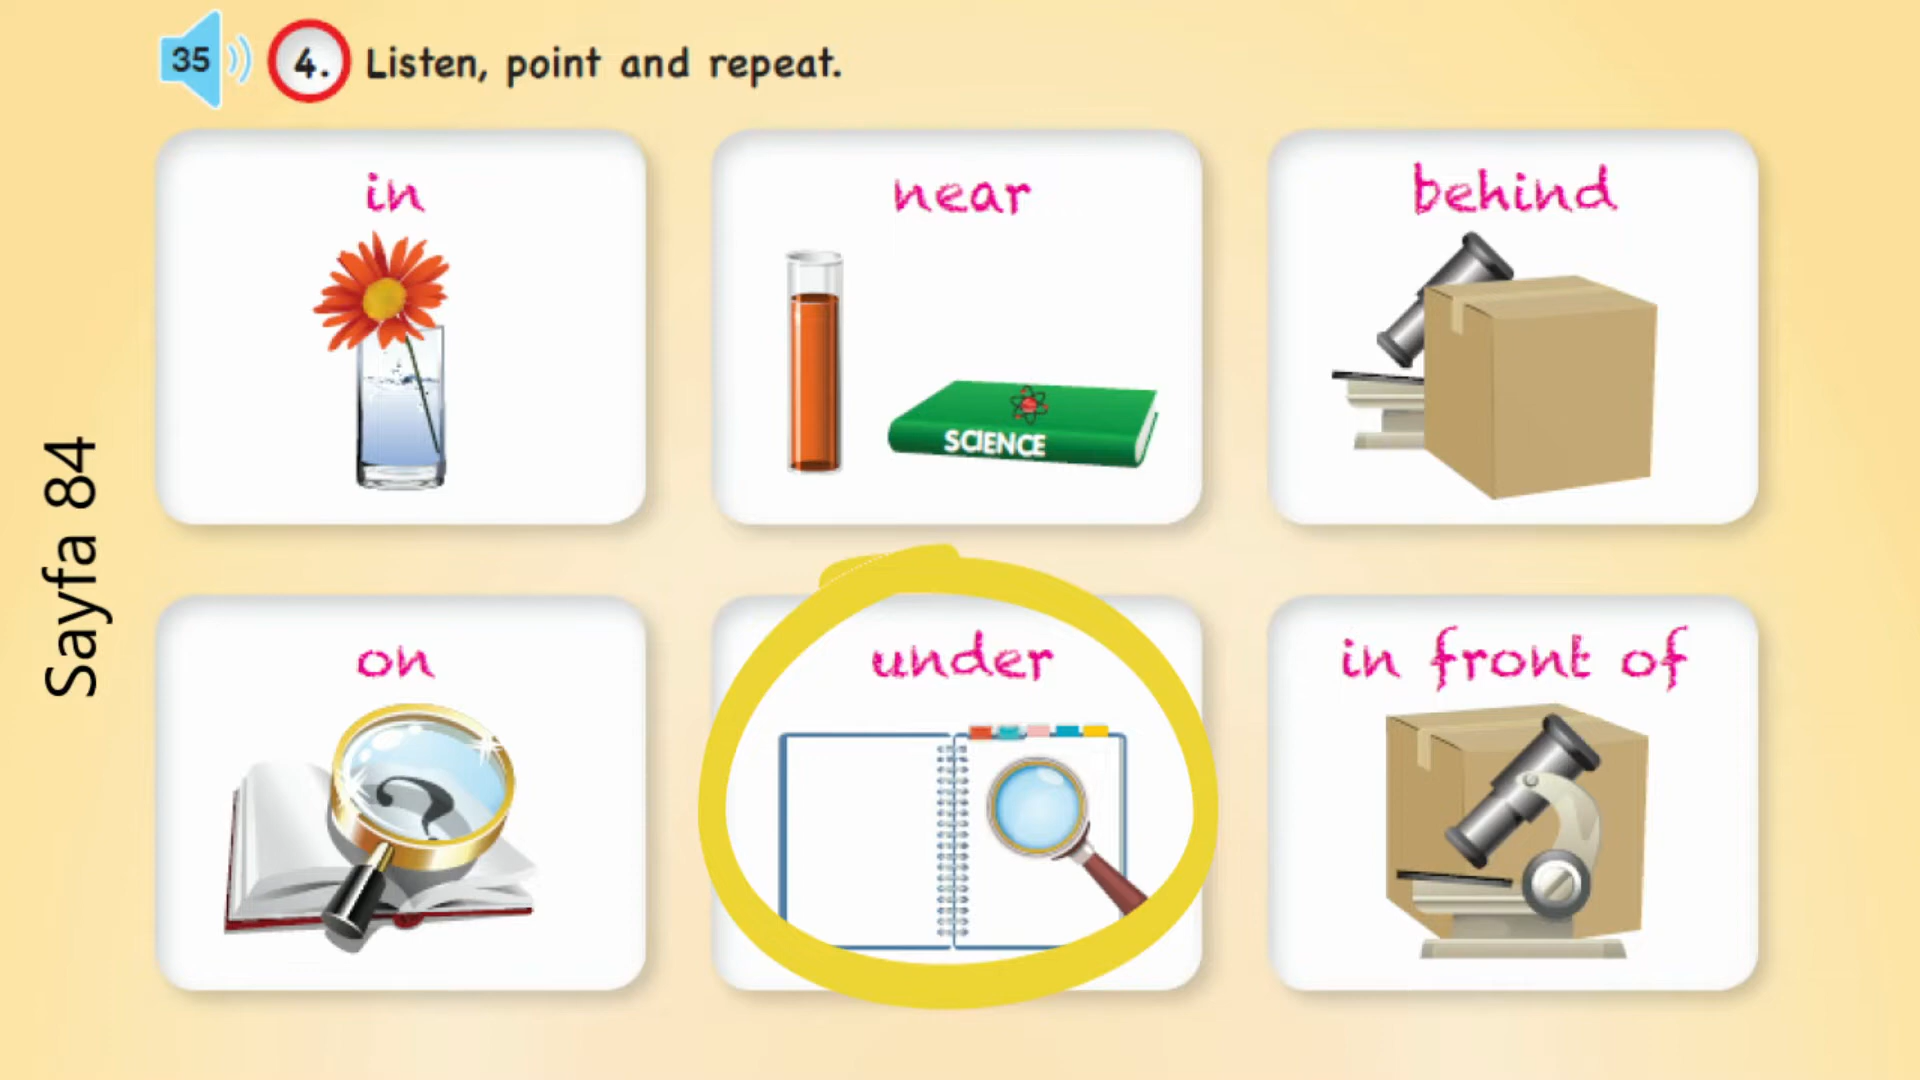 35 4. Listen, point and repeat.
in
near
behind
SCIENCE
on
under
in front of
?
Sayfa 84